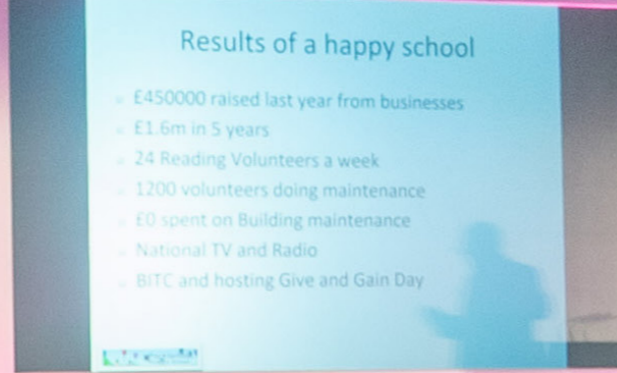 Results of a happy school
£450000 raised last year from businesses
£1.6m in 5 years
24 Reading Volunteers a week
1200 volunteers doing maintenance
£0 spent on Building maintenance
National TV and Radio
BiTC and hosting Give and Gain Day